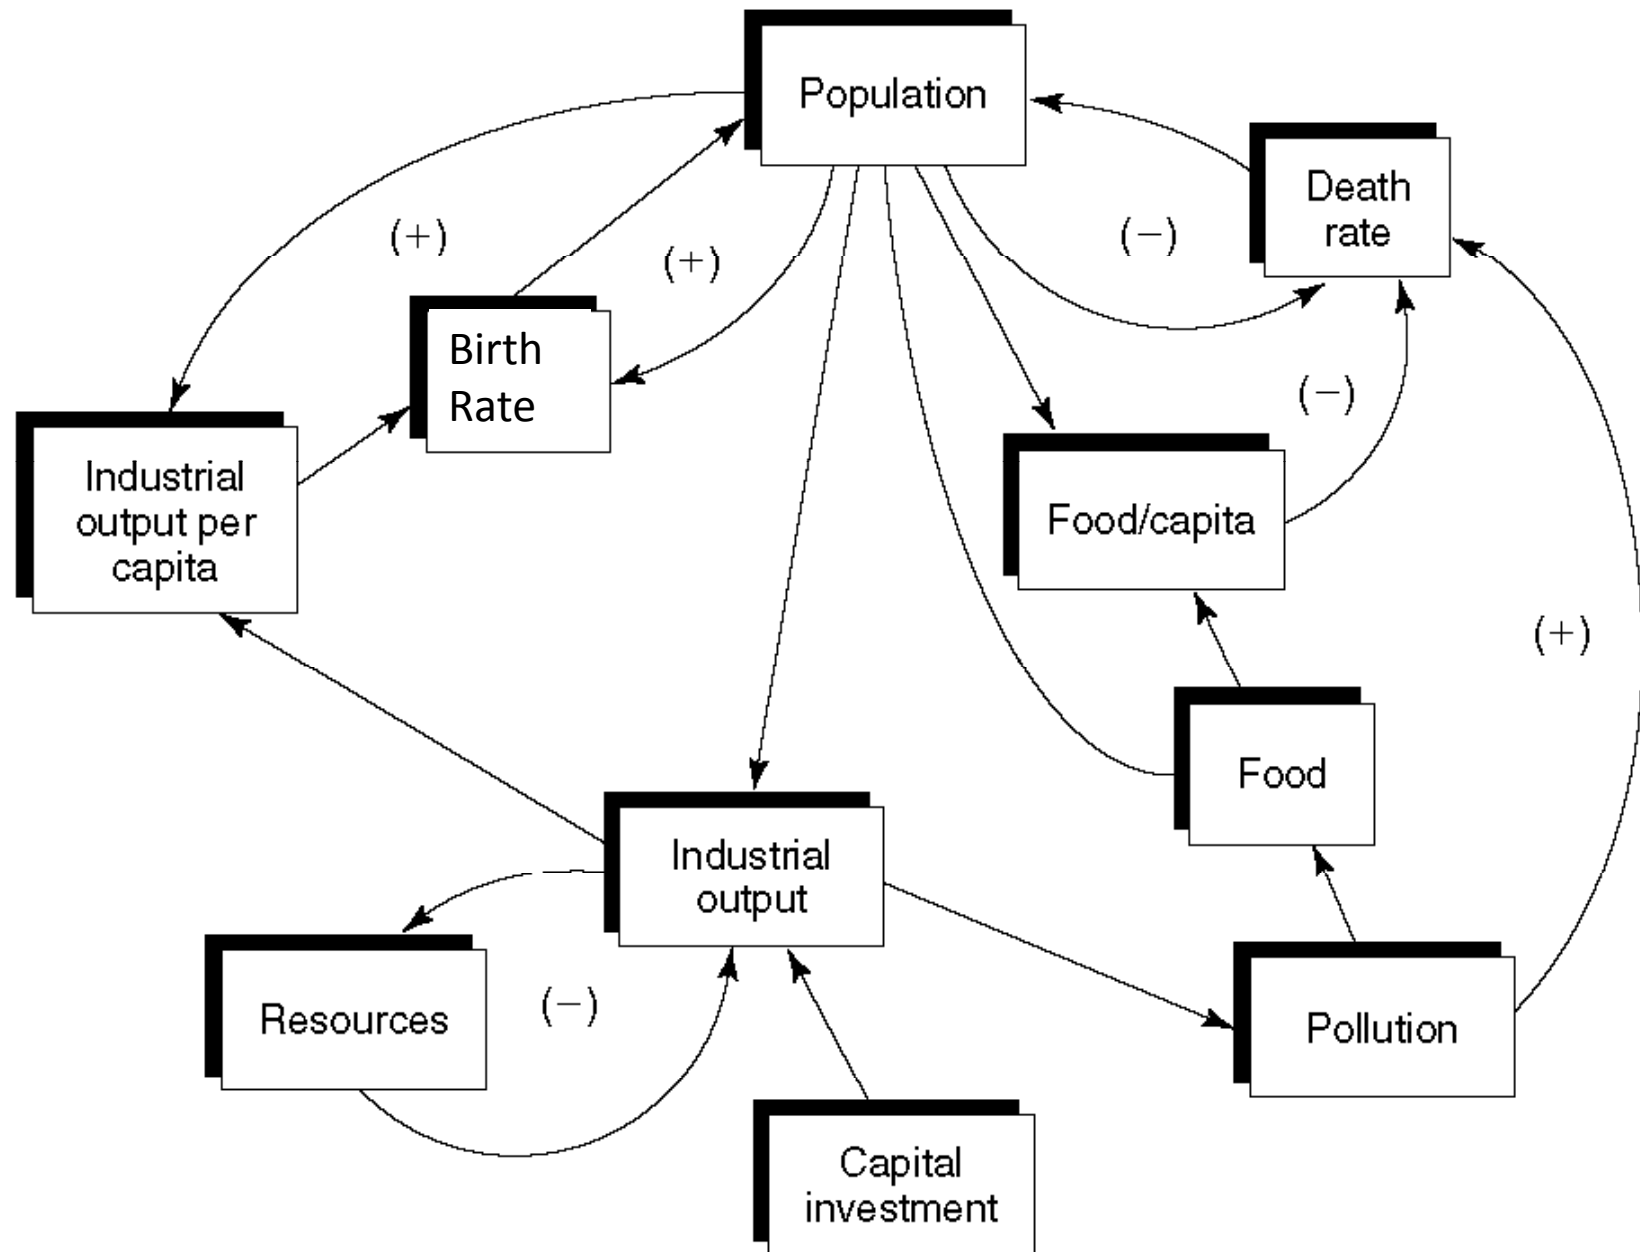 Population
Death
rate
(+)
(+)
(−)
Birth
Rate
(−)
Industrial
output per
capita
Food/capita
(+)
Food
Industrial
output
(−)
Resources
Pollution
Capital
investment